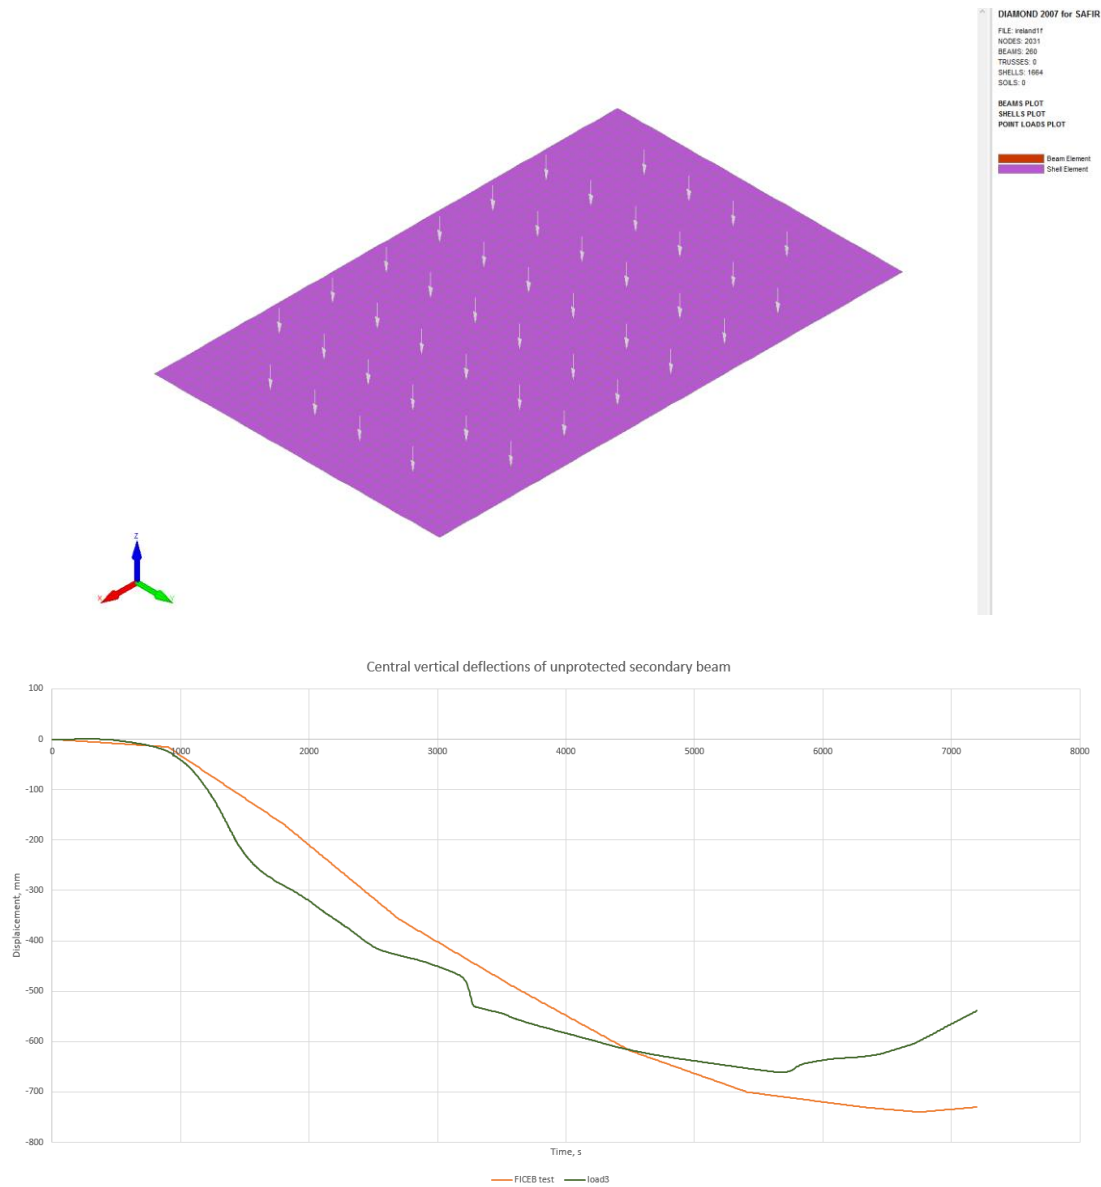 DIAMOND 2007 for SAFIR
FILE: ireland1f
NODES: 2031
BEAMS: 260
TRUSSES: 0
SHELLS: 1664
SOILS: 0
BEAMS PLOT
SHELLS PLOT
POINT LOADS PLOT
Beam Element
Shell Element
Z
X
Y
Central vertical deflections of unprotected secondary beam
100
0
0 1000 2000 3000 4000 5000 6000 7000 8000
-100
-200
-300
-400
-500
-600
-700
-800
Displaicement, mm
Time, s
FICEB test load3